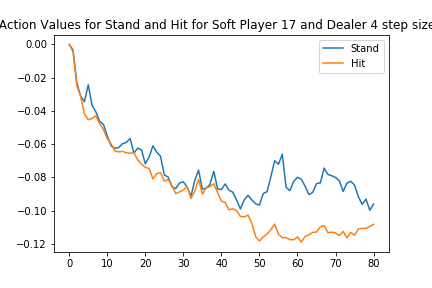 Action Values for Stand and Hit for Soft Player 17 and Dealer 4 step size
Stand
Hit
0.00
−0.02
−0.04
−0.06
−0.08
−0.10
−0.12
0 10 20 30 40 50 60 70 80